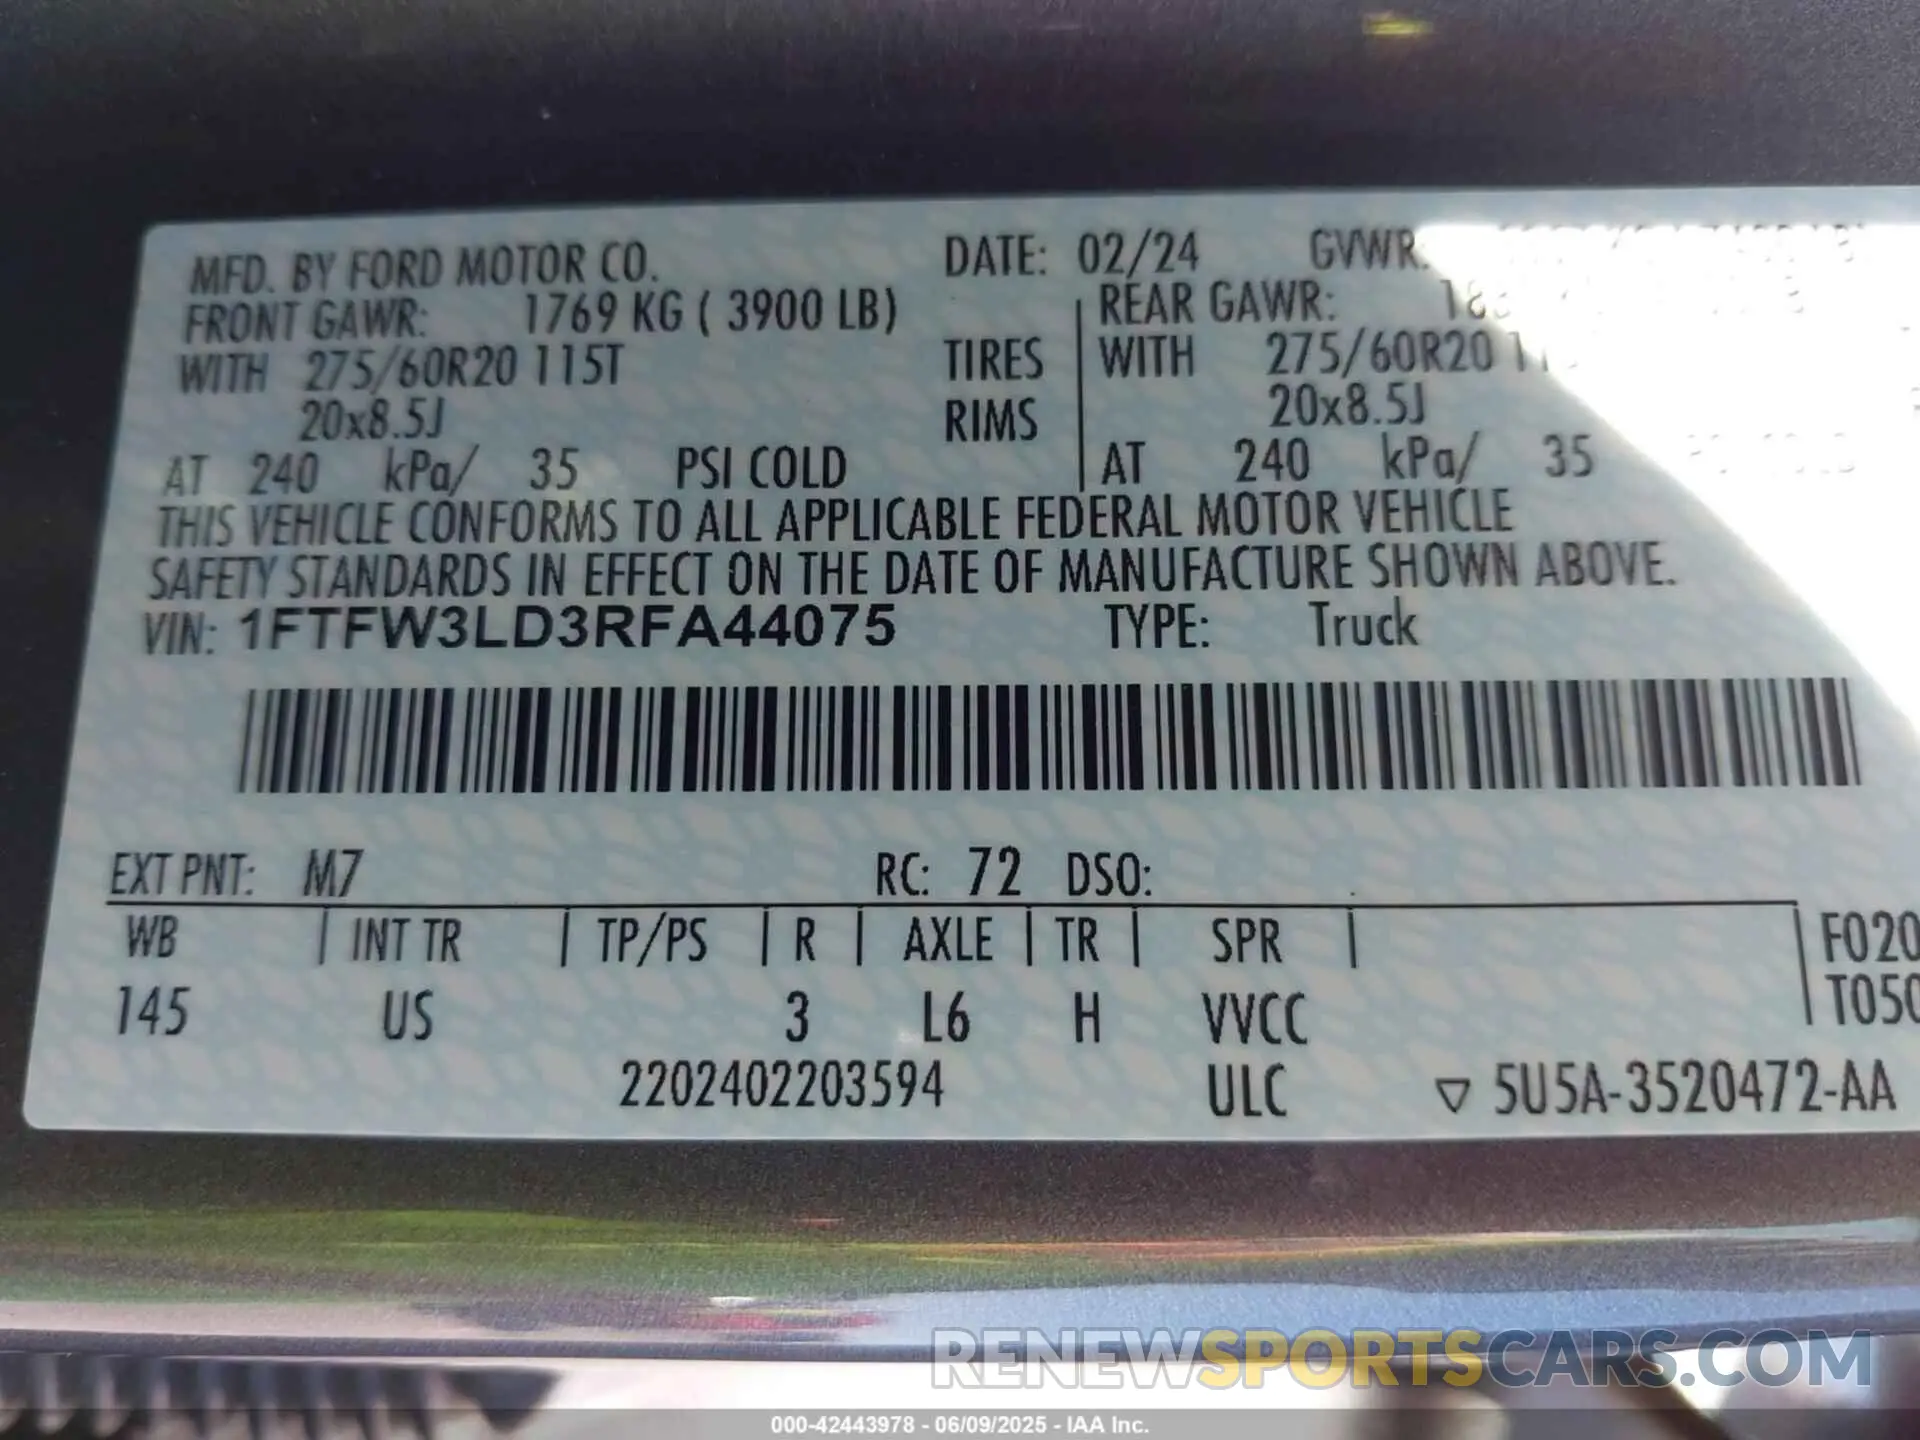 MFD. BY FORD MOTOR CO. DATE: 02/24 GVWR:
FRONT GAWR: 1769 KG ( 3900 LB) REAR GAWR:
WITH 275/60R20 115T TIRES WITH 275/60R20
20x8.5J RIMS 20x8.5J
AT 240 kPa/ 35 PSI COLD AT 240 kPa/ 35
THIS VEHICLE CONFORMS TO ALL APPLICABLE FEDERAL MOTOR VEHICLE
SAFETY STANDARDS IN EFFECT ON THE DATE OF MANUFACTURE SHOWN ABOVE.
VIN: 1FTFW3LD3RFA44075 TYPE: Truck
EXT PNT: M7 RC: 72 DSO:
WB | INT TR | TP/PS | R | AXLE | TR | SPR | F020
145 US 3 L6 H VVCC T050
2202402203594 ULC ▽ 5U5A-3520472-AA
RENEWSPORTSCARS.COM
000-42443978 - 06/09/2025 - IAA Inc.